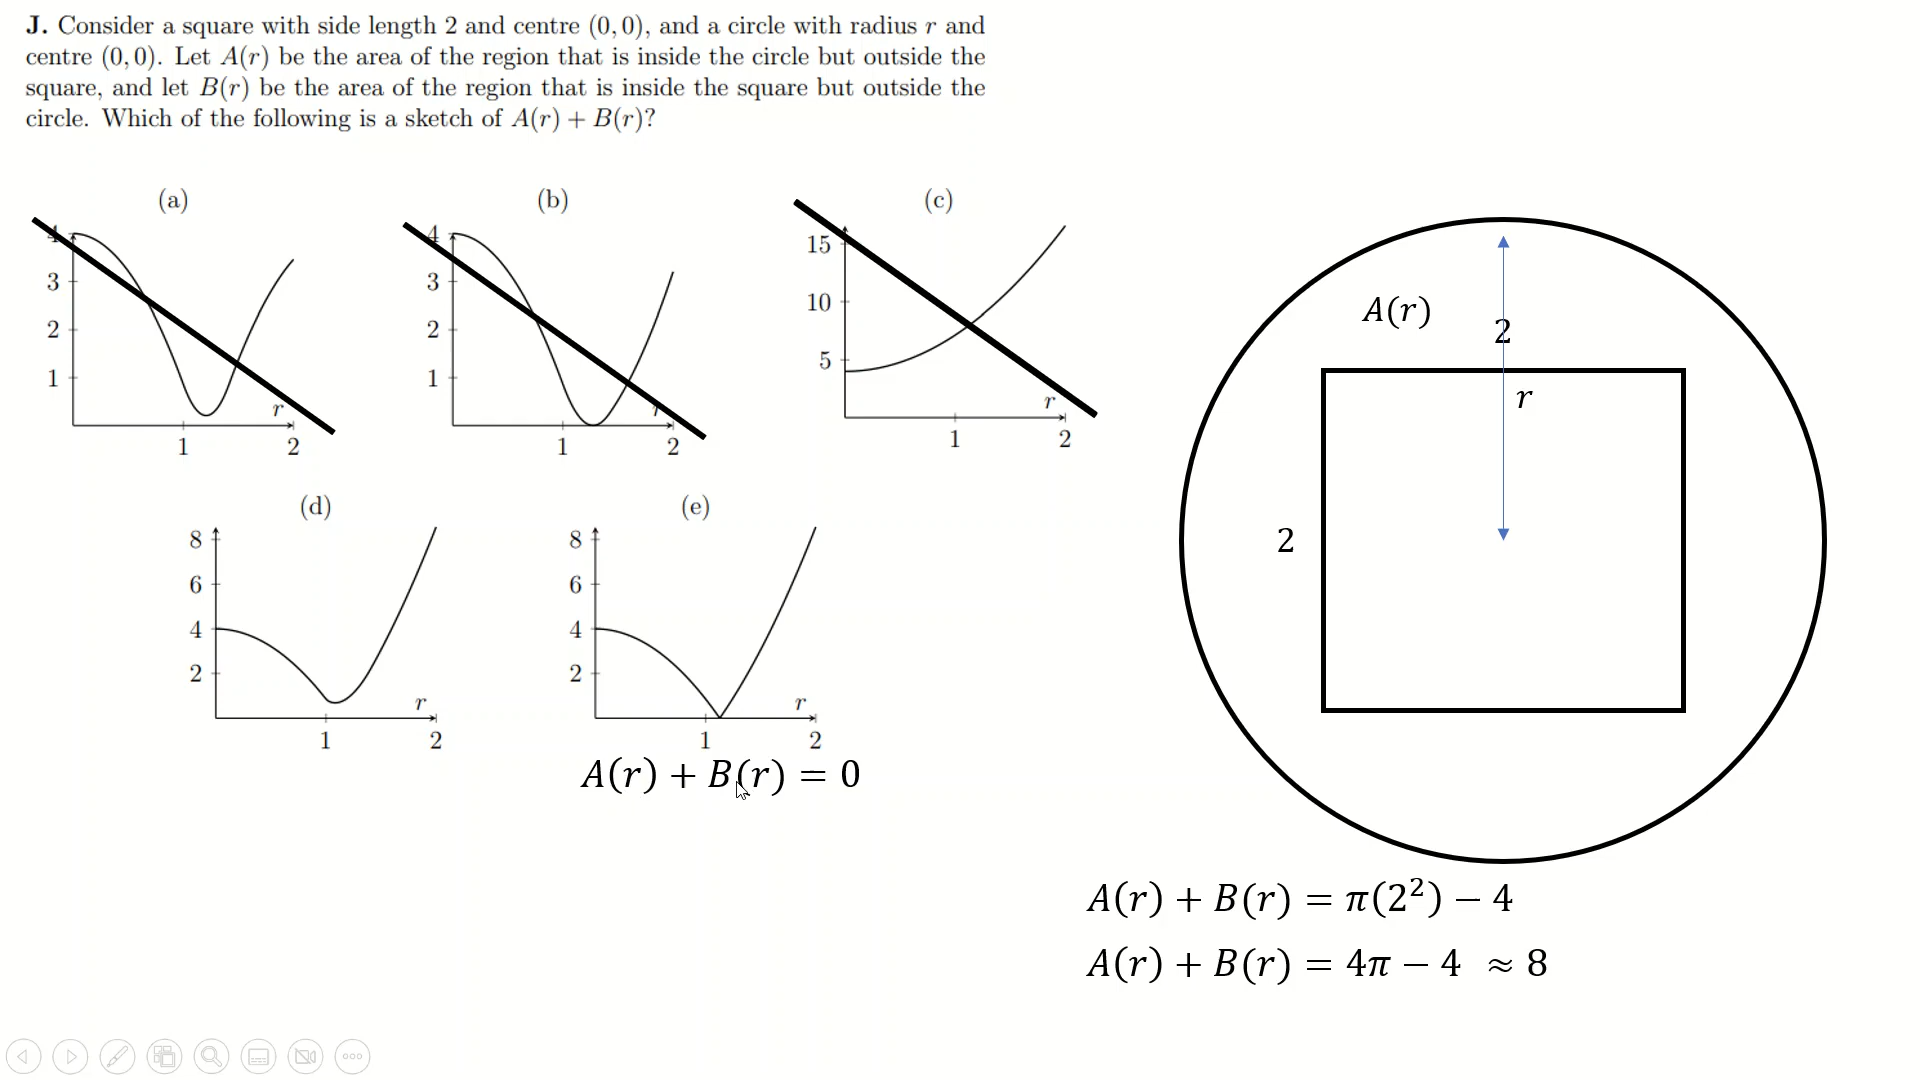 J. Consider a square with side length 2 and centre (0, 0), and a circle with radius r and
centre (0, 0). Let A(r) be the area of the region that is inside the circle but outside the
square, and let B(r) be the area of the region that is inside the square but outside the
circle. Which of the following is a sketch of A(r) + B(r)?
(a)
4
3
2
1
r
1 2
(b)
4
3
2
1
r
1 2
(c)
15
10
5
r
1 2
(d)
8
6
4
2
r
1 2
(e)
8
6
4
2
r
1 2
A(r) + B(r) = 0
A(r)
2
r
2
A(r) + B(r) = π(2²) − 4
A(r) + B(r) = 4π − 4 ≈ 8